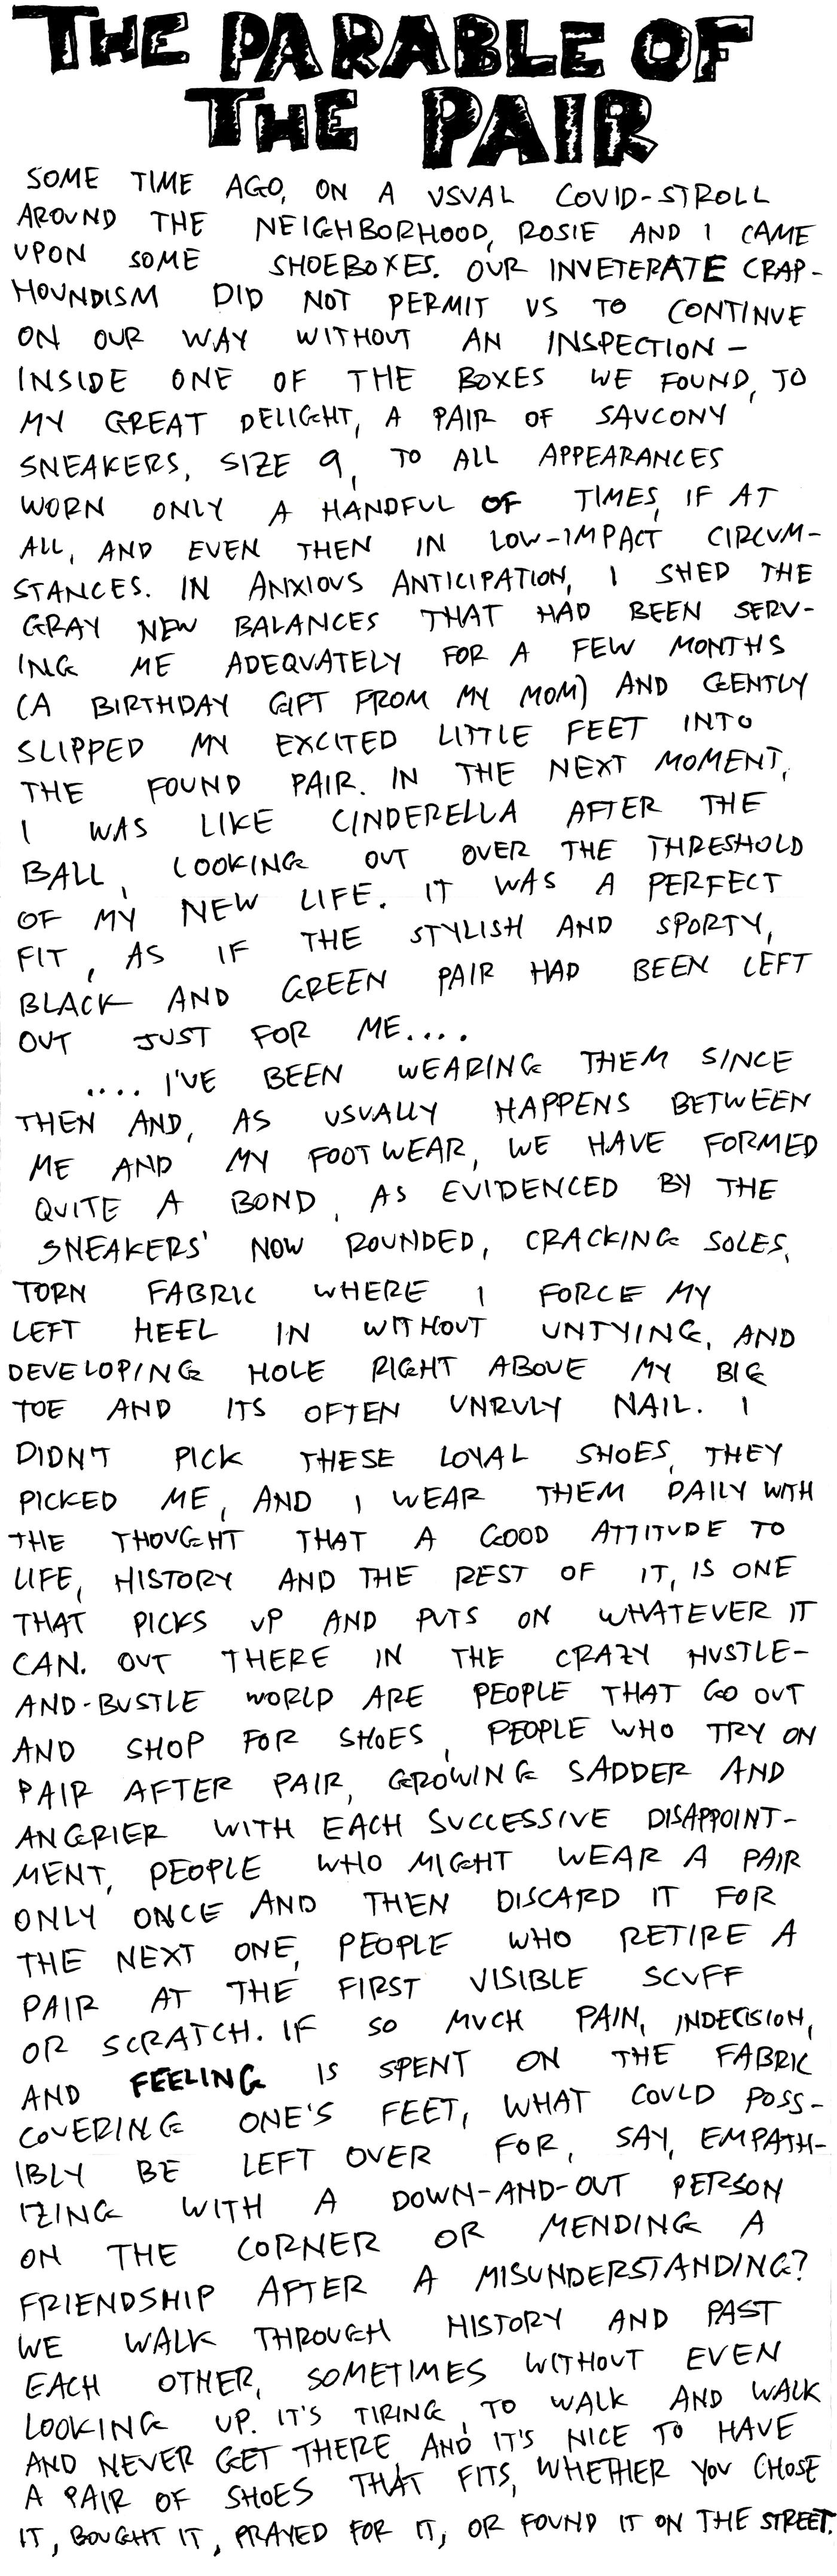 THE PARABLE OF
THE PAIR
SOME TIME AGO, ON A USUAL COVID-STROLL
AROUND THE NEIGHBORHOOD, ROSIE AND I CAME
UPON SOME SHOEBOXES. OUR INVETERATE CRAP-
HOUNDISM DID NOT PERMIT US TO CONTINUE
ON OUR WAY WITHOUT AN INSPECTION –
INSIDE ONE OF THE BOXES WE FOUND, TO
MY GREAT DELIGHT, A PAIR OF SAUCONY
SNEAKERS, SIZE 9, TO ALL APPEARANCES
WORN ONLY A HANDFUL OF TIMES, IF AT
ALL, AND EVEN THEN IN LOW-IMPACT CIRCUM-
STANCES. IN ANXIOUS ANTICIPATION, I SHED THE
GRAY NEW BALANCES THAT HAD BEEN SERV-
ING ME ADEQUATELY FOR A FEW MONTHS
(A BIRTHDAY GIFT FROM MY MOM) AND GENTLY
SLIPPED MY EXCITED LITTLE FEET INTO
THE FOUND PAIR. IN THE NEXT MOMENT,
I WAS LIKE CINDERELLA AFTER THE
BALL, LOOKING OUT OVER THE THRESHOLD
OF MY NEW LIFE. IT WAS A PERFECT
FIT, AS IF THE STYLISH AND SPORTY,
BLACK AND GREEN PAIR HAD BEEN LEFT
OUT JUST FOR ME....
.... I'VE BEEN WEARING THEM SINCE
THEN AND, AS USUALLY HAPPENS BETWEEN
ME AND MY FOOTWEAR, WE HAVE FORMED
QUITE A BOND, AS EVIDENCED BY THE
SNEAKERS' NOW ROUNDED, CRACKING SOLES,
TORN FABRIC WHERE I FORCE MY
LEFT HEEL IN WITHOUT UNTYING, AND
DEVELOPING HOLE RIGHT ABOVE MY BIG
TOE AND ITS OFTEN UNRULY NAIL. I
DIDN'T PICK THESE LOYAL SHOES, THEY
PICKED ME, AND I WEAR THEM DAILY WITH
THE THOUGHT THAT A GOOD ATTITUDE TO
LIFE, HISTORY AND THE REST OF IT, IS ONE
THAT PICKS UP AND PUTS ON WHATEVER IT
CAN. OUT THERE IN THE CRAZY HUSTLE-
AND-BUSTLE WORLD ARE PEOPLE THAT GO OUT
AND SHOP FOR SHOES, PEOPLE WHO TRY ON
PAIR AFTER PAIR, GROWING SADDER AND
ANGRIER WITH EACH SUCCESSIVE DISAPPOINT-
MENT, PEOPLE WHO MIGHT WEAR A PAIR
ONLY ONCE AND THEN DISCARD IT FOR
THE NEXT ONE, PEOPLE WHO RETIRE A
PAIR AT THE FIRST VISIBLE SCUFF
OR SCRATCH. IF SO MUCH PAIN, INDECISION,
AND FEELING IS SPENT ON THE FABRIC
COVERING ONE'S FEET, WHAT COULD POSS-
IBLY BE LEFT OVER FOR, SAY, EMPATH-
IZING WITH A DOWN-AND-OUT PERSON
ON THE CORNER OR MENDING A
FRIENDSHIP AFTER A MISUNDERSTANDING?
WE WALK THROUGH HISTORY AND PAST
EACH OTHER, SOMETIMES WITHOUT EVEN
LOOKING UP. IT'S TIRING, TO WALK AND WALK
AND NEVER GET THERE, AND IT'S NICE TO HAVE
A PAIR OF SHOES THAT FITS, WHETHER YOU CHOSE
IT, BOUGHT IT, PRAYED FOR IT, OR FOUND IT ON THE STREET.